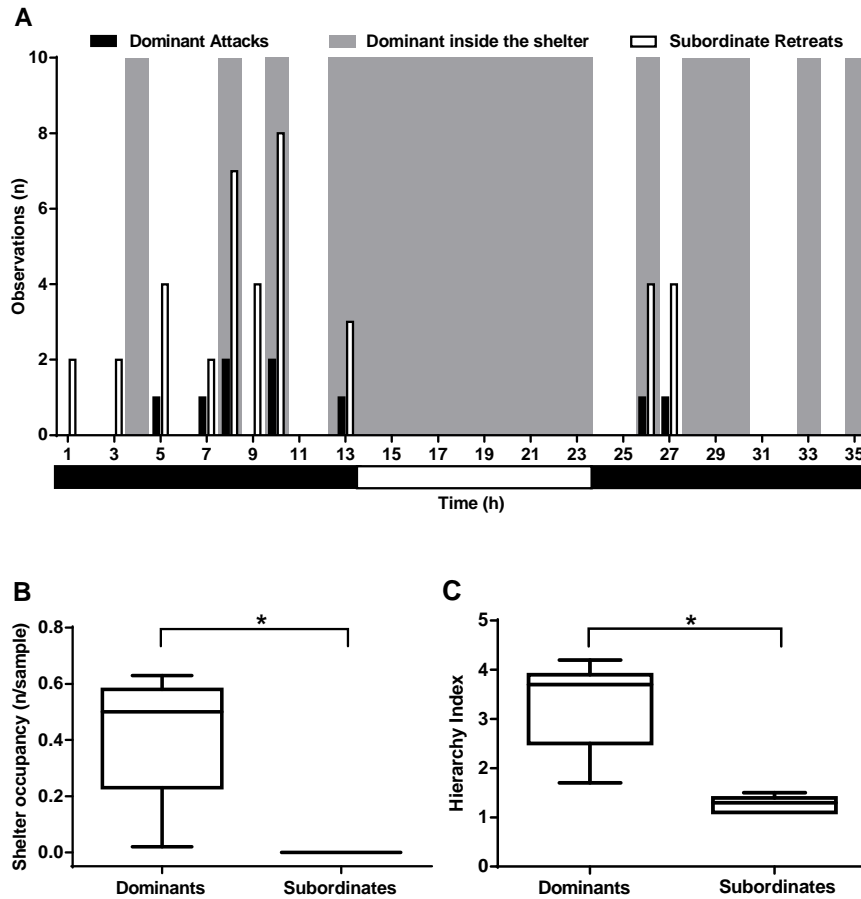 A
Dominant Attacks Dominant inside the shelter Subordinate Retreats
Observations (n)
10
8
6
4
2
0
1 3 5 7 9 11 13 15 17 19 21 23 25 27 29 31 33 35
Time (h)
B
Shelter occupancy (n/sample)
0.8
0.6
0.4
0.2
0.0
*
Dominants Subordinates
C
Hierarchy Index
5
4
3
2
1
0
*
Dominants Subordinates